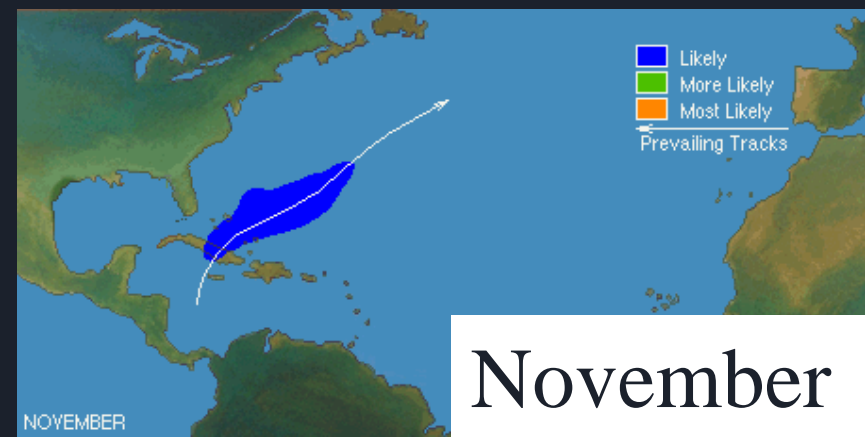 Likely
More Likely
Most Likely
Prevailing Tracks
November
NOVEMBER